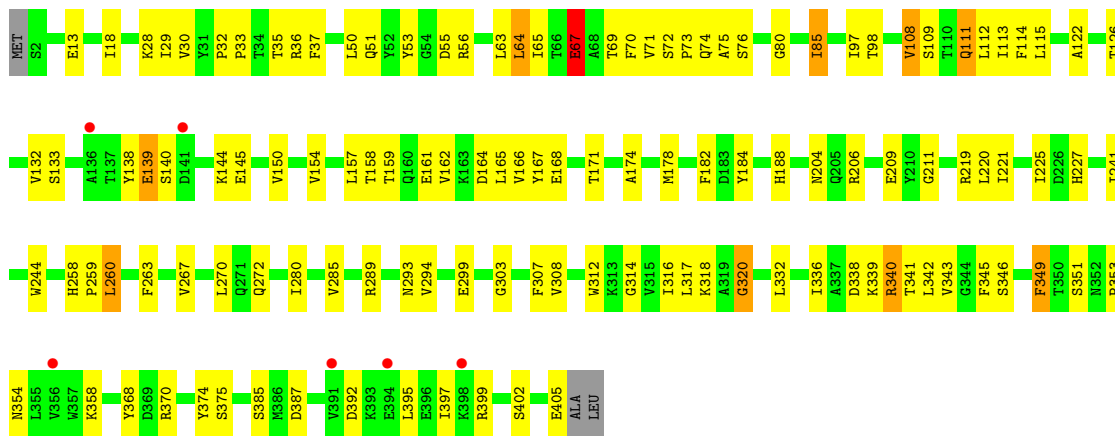 MET S2 E13 I18 K28 I29 V30 Y31 P32 P33 T34 T35 R36 F37 L50 Q51 Y52 Y53 G54 D55 R56 L63 L64 I65 T66 E67 A68 T69 F70 V71 S72 P73 Q74 A75 S76 G80 I85 I97 T98 V108 S109 T110 Q111 L112 I113 F114 L115 A122 T126
V132 S133 A136 T137 Y138 E139 S140 D141 K144 E145 V150 V154 L157 T158 T159 Q160 E161 V162 K163 D164 L165 V166 Y167 E168 T171 A174 M178 F182 D183 Y184 H188 N204 Q205 R206 E209 Y210 G211 R219 L220 I221 I225 D226 H227 I241
W244 H258 P259 L260 F263 V267 L270 Q271 Q272 I280 V285 R289 N293 V294 E299 G303 F307 V308 W312 K313 G314 V315 I316 L317 K318 A319 G320 L332 I336 A337 D338 K339 R340 T341 L342 V343 G344 F345 S346 F349 T350 S351 N352 R353
N354 L355 V356 W357 K358 Y368 D369 R370 Y374 S375 S385 M386 D387 V391 D392 K393 E394 L395 E396 I397 K398 R399 S402 E405 ALA LEU